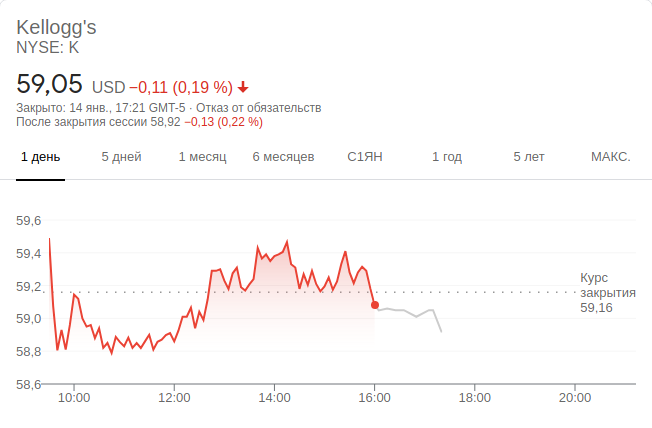 Kellogg's
NYSE: K
59,05 USD −0,11 (0,19 %)
Закрыто: 14 янв., 17:21 GMT-5 · Отказ от обязательств
После закрытия сессии 58,92 −0,13 (0,22 %)
1 день 5 дней 1 месяц 6 месяцев С1ЯН 1 год 5 лет МАКС.
59,6
59,4
59,2
59,0
58,8
58,6
Курс
закрытия
59,16
10:00 12:00 14:00 16:00 18:00 20:00